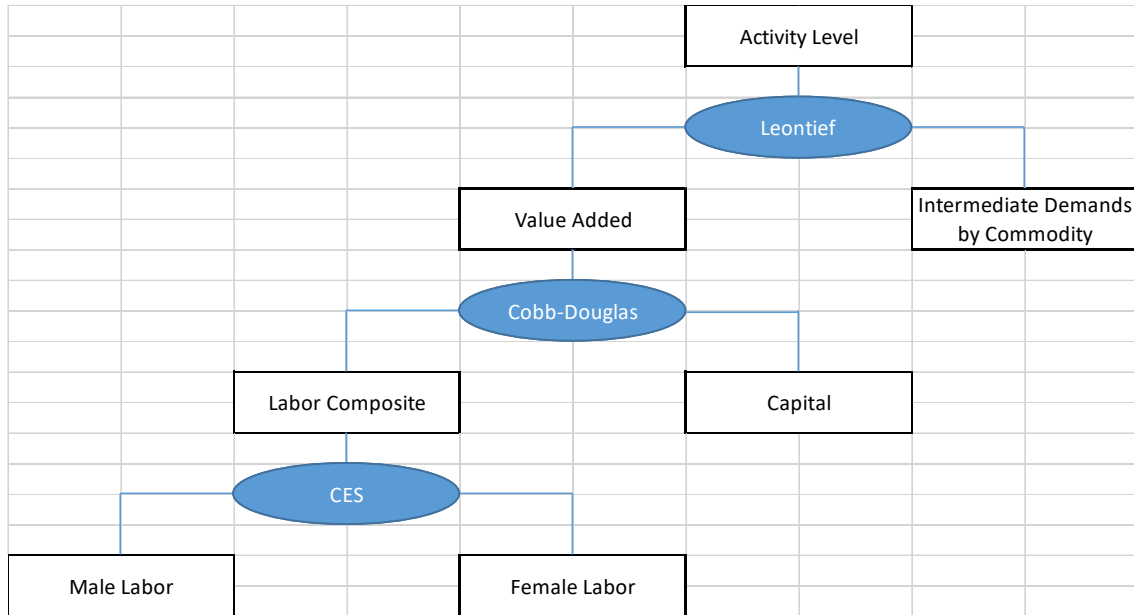 Activity Level
Leontief
Value Added
Intermediate Demands
by Commodity
Cobb-Douglas
Labor Composite
Capital
CES
Male Labor
Female Labor